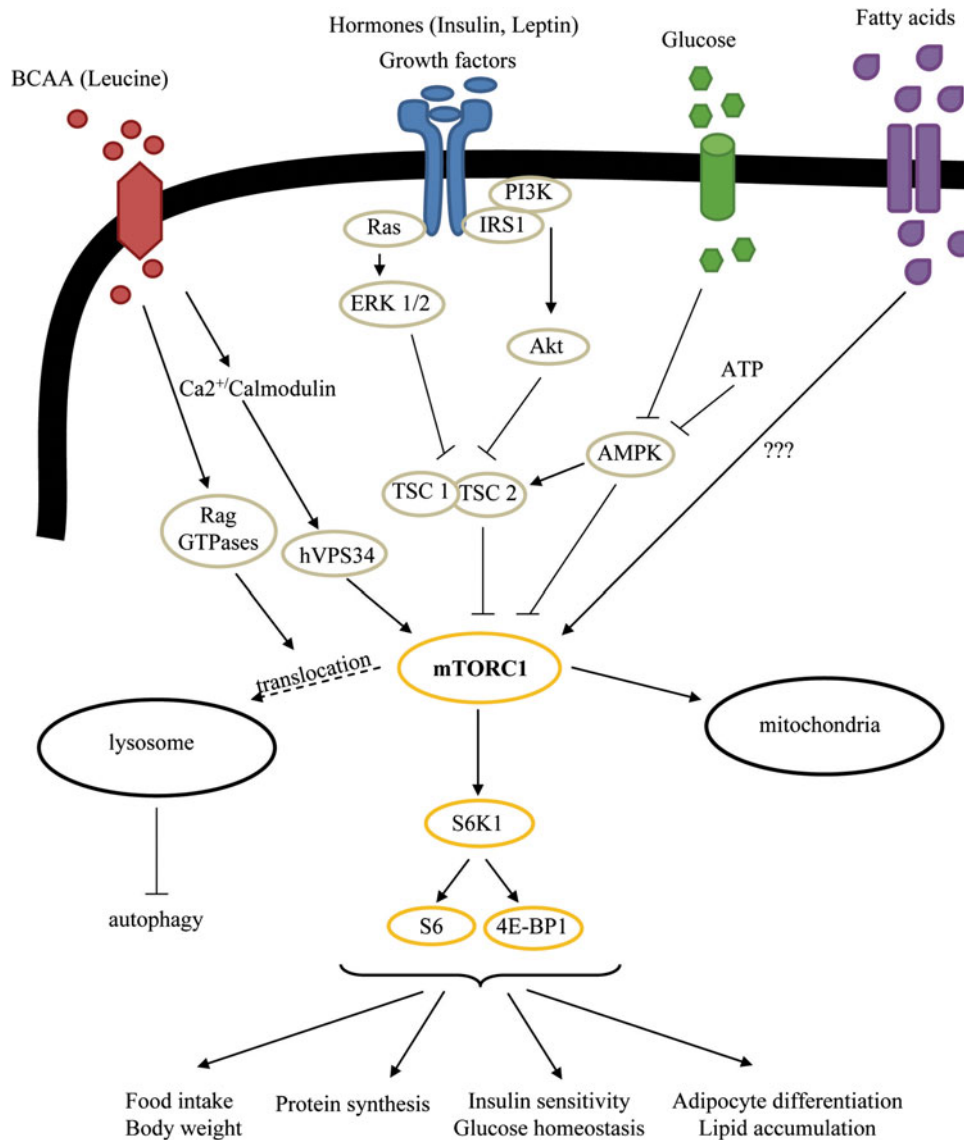 Fatty acids
Hormones (Insulin, Leptin)
Growth factors
Glucose
BCAA (Leucine)
PI3K
IRS1
Ras
ERK 1/2
Akt
ATP
Ca2+/Calmodulin
???
AMPK
TSC 1
TSC 2
Rag
GTPases
hVPS34
mTORC1
translocation
lysosome
mitochondria
S6K1
S6
4E-BP1
autophagy
Food intake
Body weight
Protein synthesis
Insulin sensitivity
Glucose homeostasis
Adipocyte differentiation
Lipid accumulation